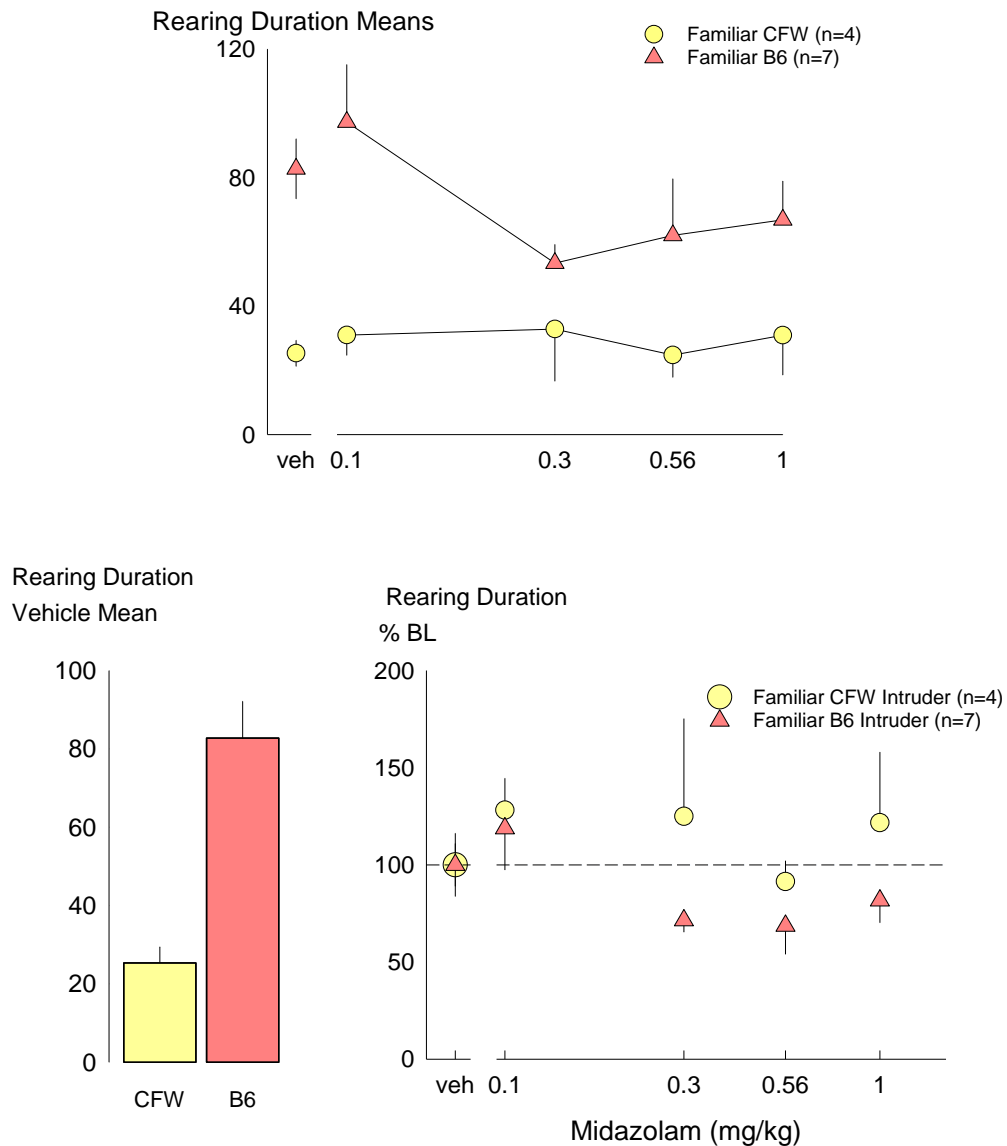 Rearing Duration Means
Familiar CFW (n=4)
Familiar B6 (n=7)
120
80
40
0
veh 0.1 0.3 0.56 1
Rearing Duration
Vehicle Mean
100
80
60
40
20
0
CFW B6
Rearing Duration
% BL
Familiar CFW Intruder (n=4)
Familiar B6 Intruder (n=7)
200
150
100
50
0
veh 0.1 0.3 0.56 1
Midazolam (mg/kg)